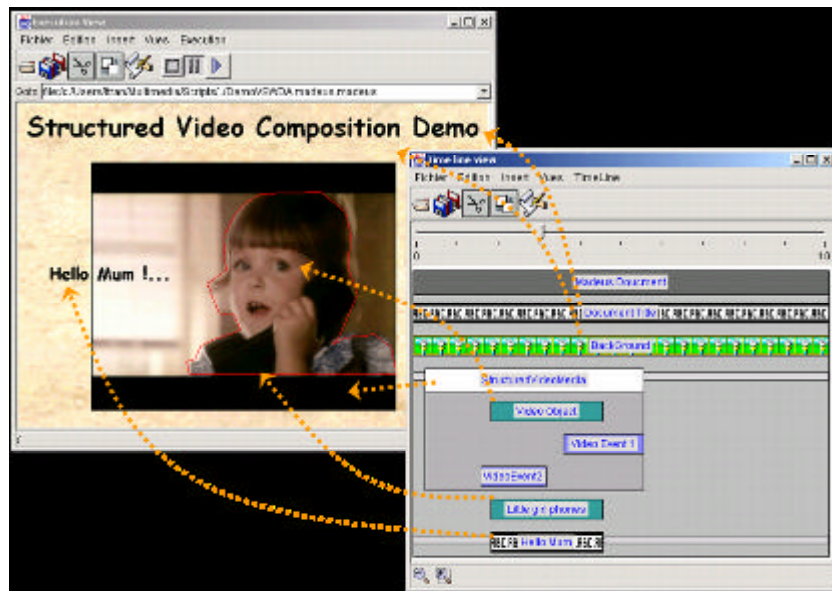 Execution View
Fichier Edition Insert Vues Execution
Structured Video Composition Demo
Hello Mum !...
Time line view
Fichier Edition Insert Vues TimeLine
0 10
Madeus Document
Document Title
BackGround
StructuredVideoMedia
Video Object
Video Event 1
VideoEvent2
Little girl phones
Hello Mum